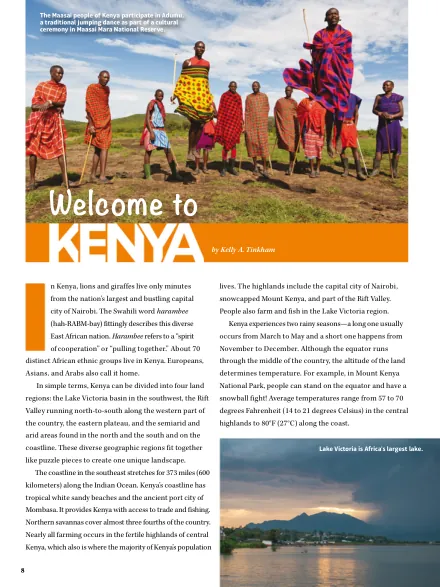 The Maasai people of Kenya participate in Adumu,
a traditional jumping dance as part of a cultural
ceremony in Maasai Mara National Reserve.
Welcome to
KENYA
by Kelly A. Tinkham
In Kenya, lions and giraffes live only minutes
from the nation's largest and bustling capital
city of Nairobi. The Swahili word harambee
(hah-RABM-bay) fittingly describes this diverse
East African nation. Harambee refers to a "spirit
of cooperation" or "pulling together." About 70
distinct African ethnic groups live in Kenya. Europeans,
Asians, and Arabs also call it home.
In simple terms, Kenya can be divided into four land
regions: the Lake Victoria basin in the southwest, the Rift
Valley running north-to-south along the western part of
the country, the eastern plateau, and the semiarid and
arid areas found in the north and the south and on the
coastline. These diverse geographic regions fit together
like puzzle pieces to create one unique landscape.
The coastline in the southeast stretches for 373 miles (600
kilometers) along the Indian Ocean. Kenya's coastline has
tropical white sandy beaches and the ancient port city of
Mombasa. It provides Kenya with access to trade and fishing.
Northern savannas cover almost three fourths of the country.
Nearly all farming occurs in the fertile highlands of central
Kenya, which also is where the majority of Kenya's population
lives. The highlands include the capital city of Nairobi,
snowcapped Mount Kenya, and part of the Rift Valley.
People also farm and fish in the Lake Victoria region.
Kenya experiences two rainy seasons—a long one usually
occurs from March to May and a short one happens from
November to December. Although the equator runs
through the middle of the country, the altitude of the land
determines temperature. For example, in Mount Kenya
National Park, people can stand on the equator and have a
snowball fight! Average temperatures range from 57 to 70
degrees Fahrenheit (14 to 21 degrees Celsius) in the central
highlands to 80°F (27°C) along the coast.
Lake Victoria is Africa's largest lake.
8